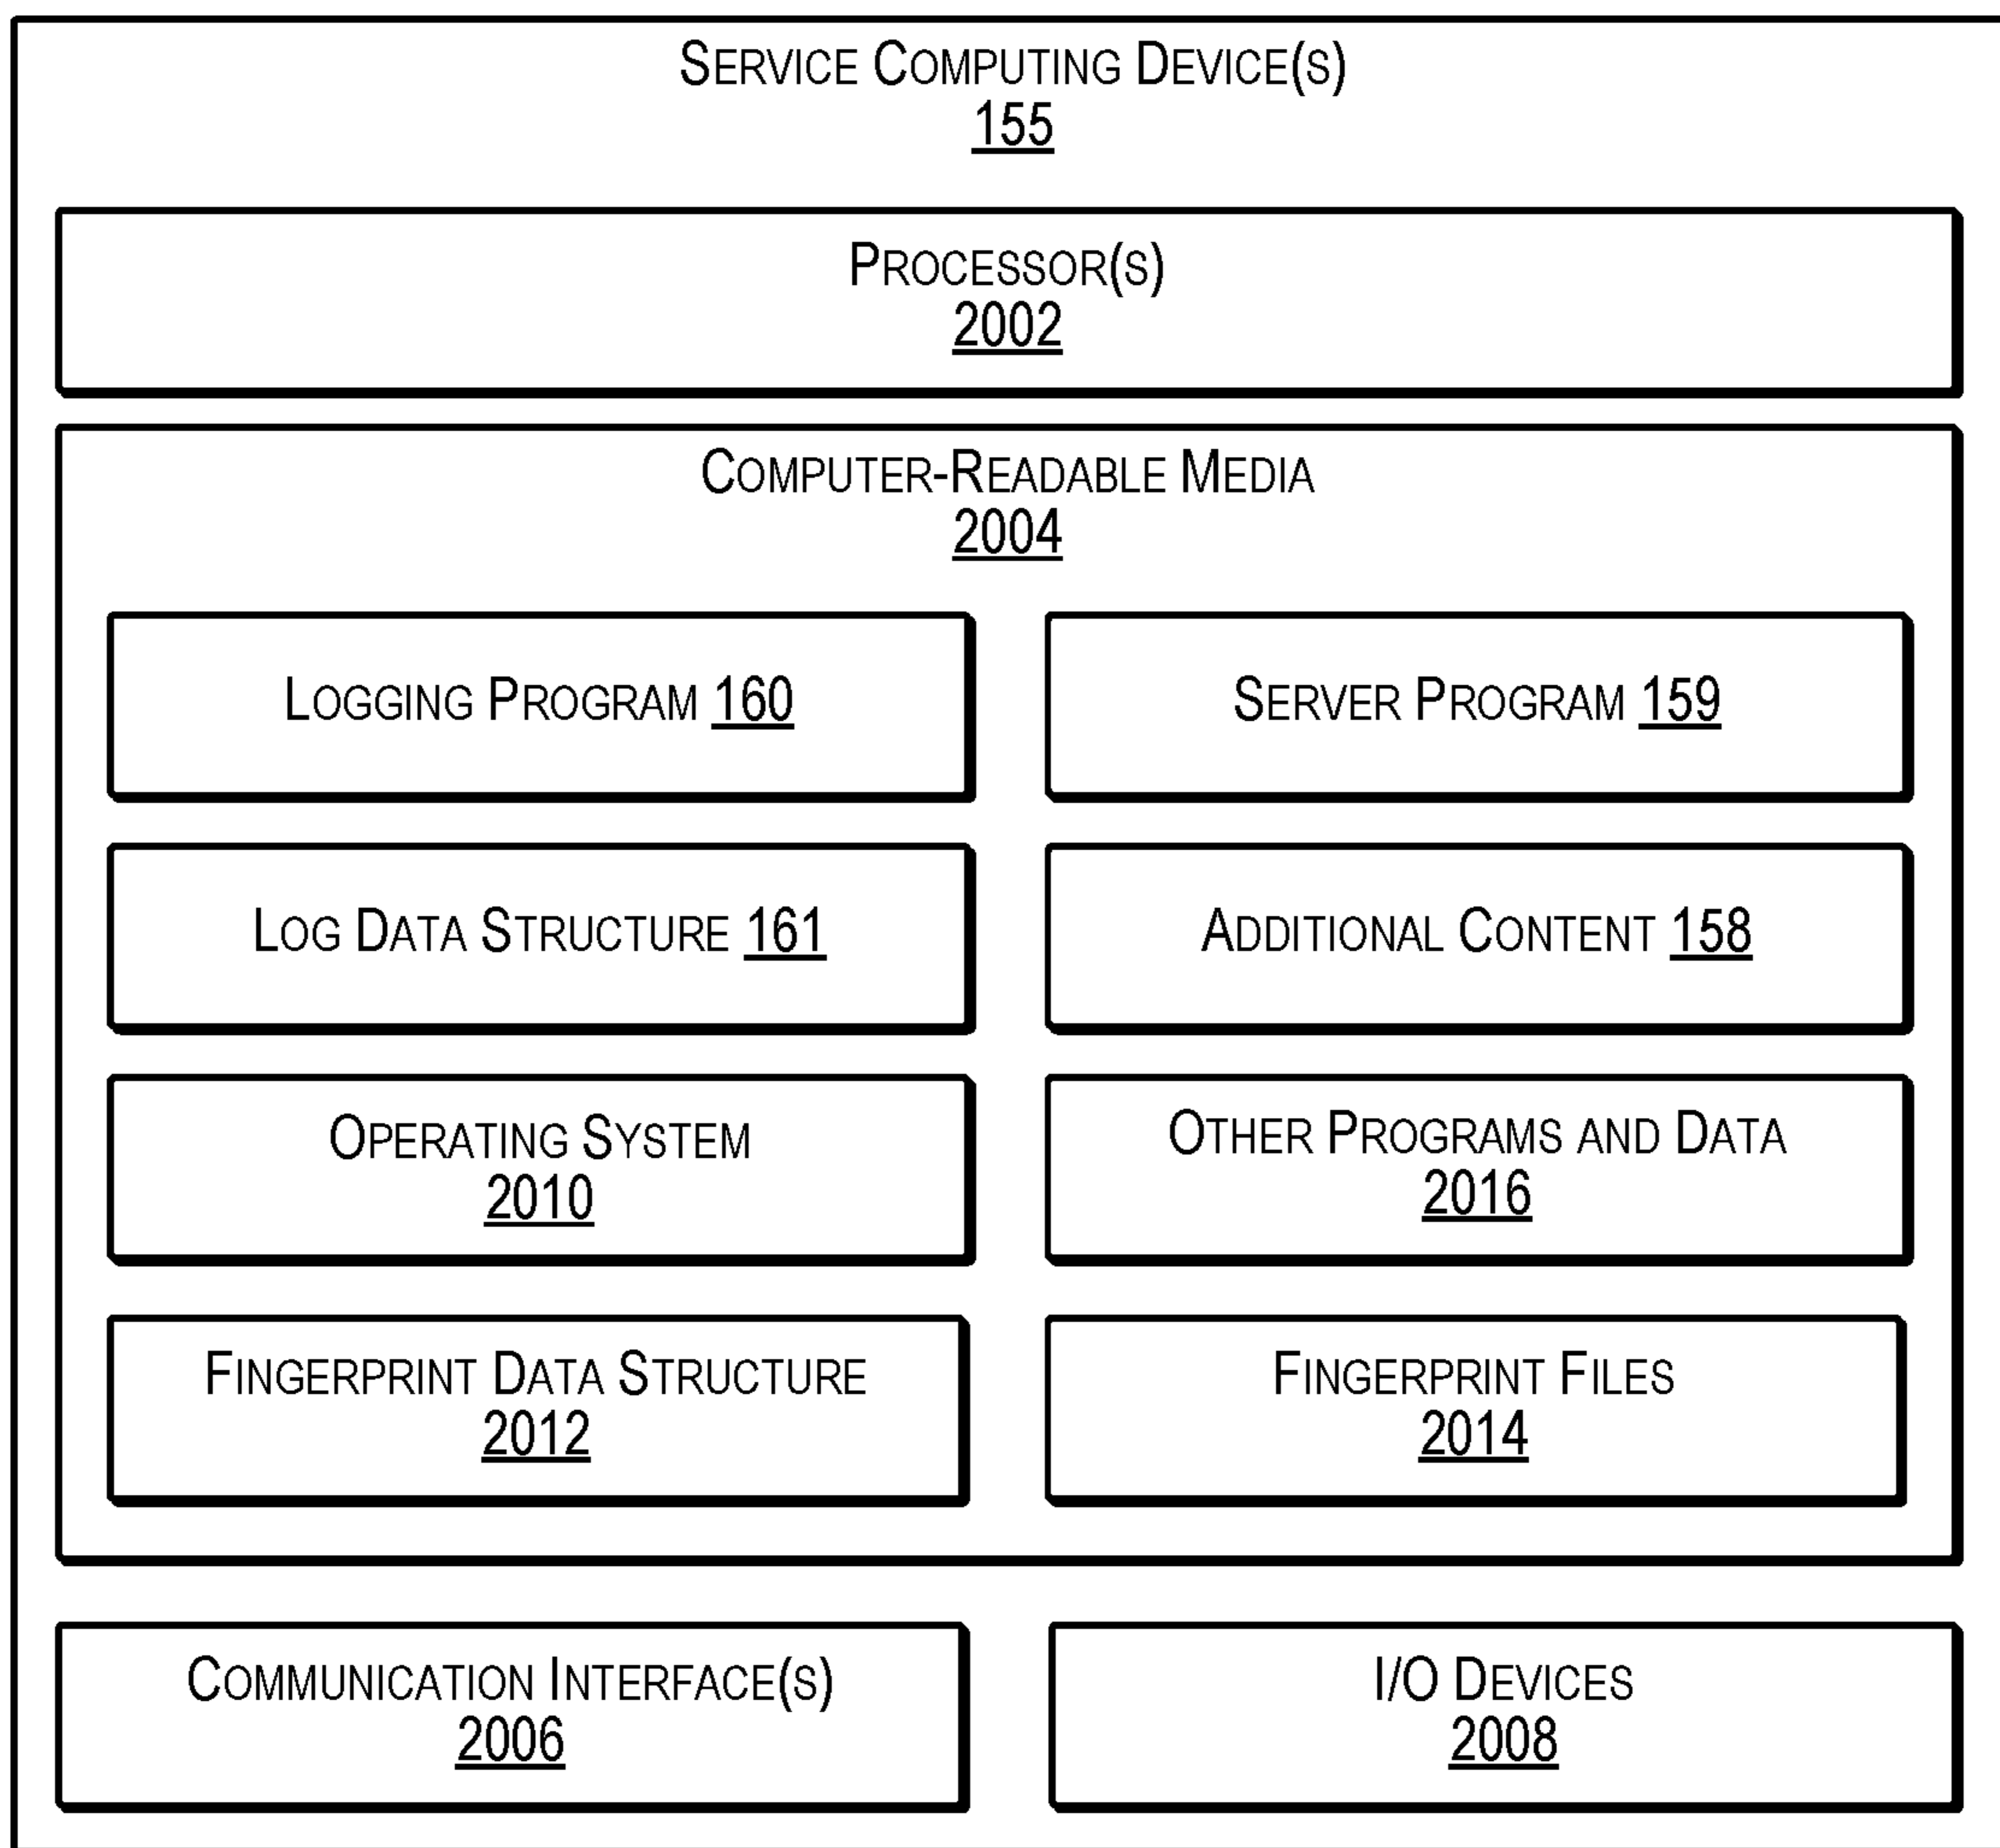 SERVICE COMPUTING DEVICE(S)
155
PROCESSOR(S)
2002
COMPUTER-READABLE MEDIA
2004
LOGGING PROGRAM 160
SERVER PROGRAM 159
LOG DATA STRUCTURE 161
ADDITIONAL CONTENT 158
OPERATING SYSTEM
2010
OTHER PROGRAMS AND DATA
2016
FINGERPRINT DATA STRUCTURE
2012
FINGERPRINT FILES
2014
COMMUNICATION INTERFACE(S)
2006
I/O DEVICES
2008